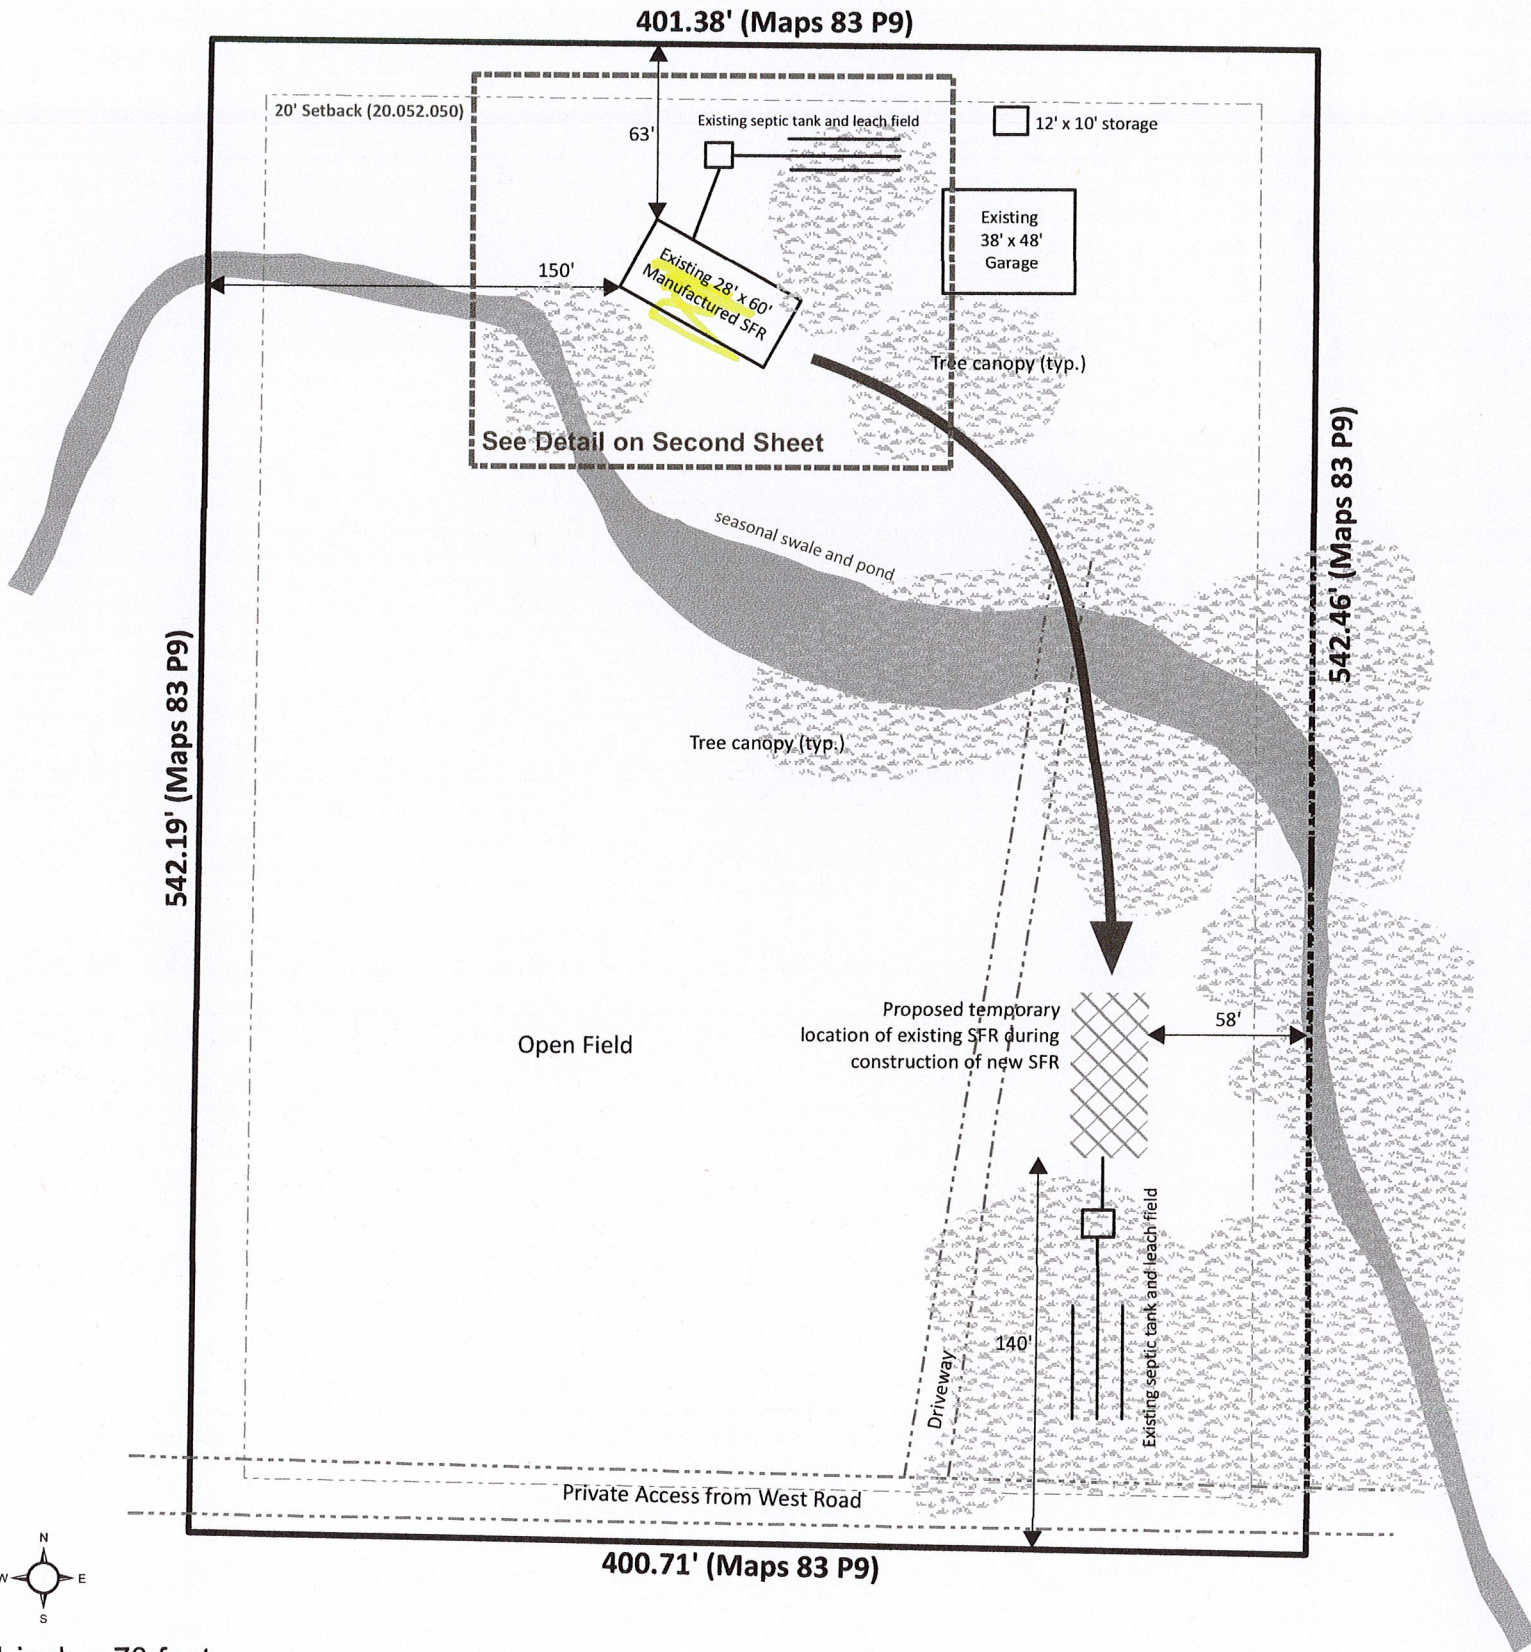 401.38' (Maps 83 P9)
20' Setback (20.052.050)
63'
Existing septic tank and leach field
12' x 10' storage
Existing
38' x 48'
Garage
150'
Existing 28' x 60'
Manufactured SFR
Tree canopy (typ.)
See Detail on Second Sheet
seasonal swale and pond
542.46' (Maps 83 P9)
542.19' (Maps 83 P9)
Tree canopy (typ.)
Proposed temporary
location of existing SFR during
construction of new SFR
58'
Open Field
140'
Existing septic tank and leach field
Driveway
Private Access from West Road
400.71' (Maps 83 P9)
N
W
E
S